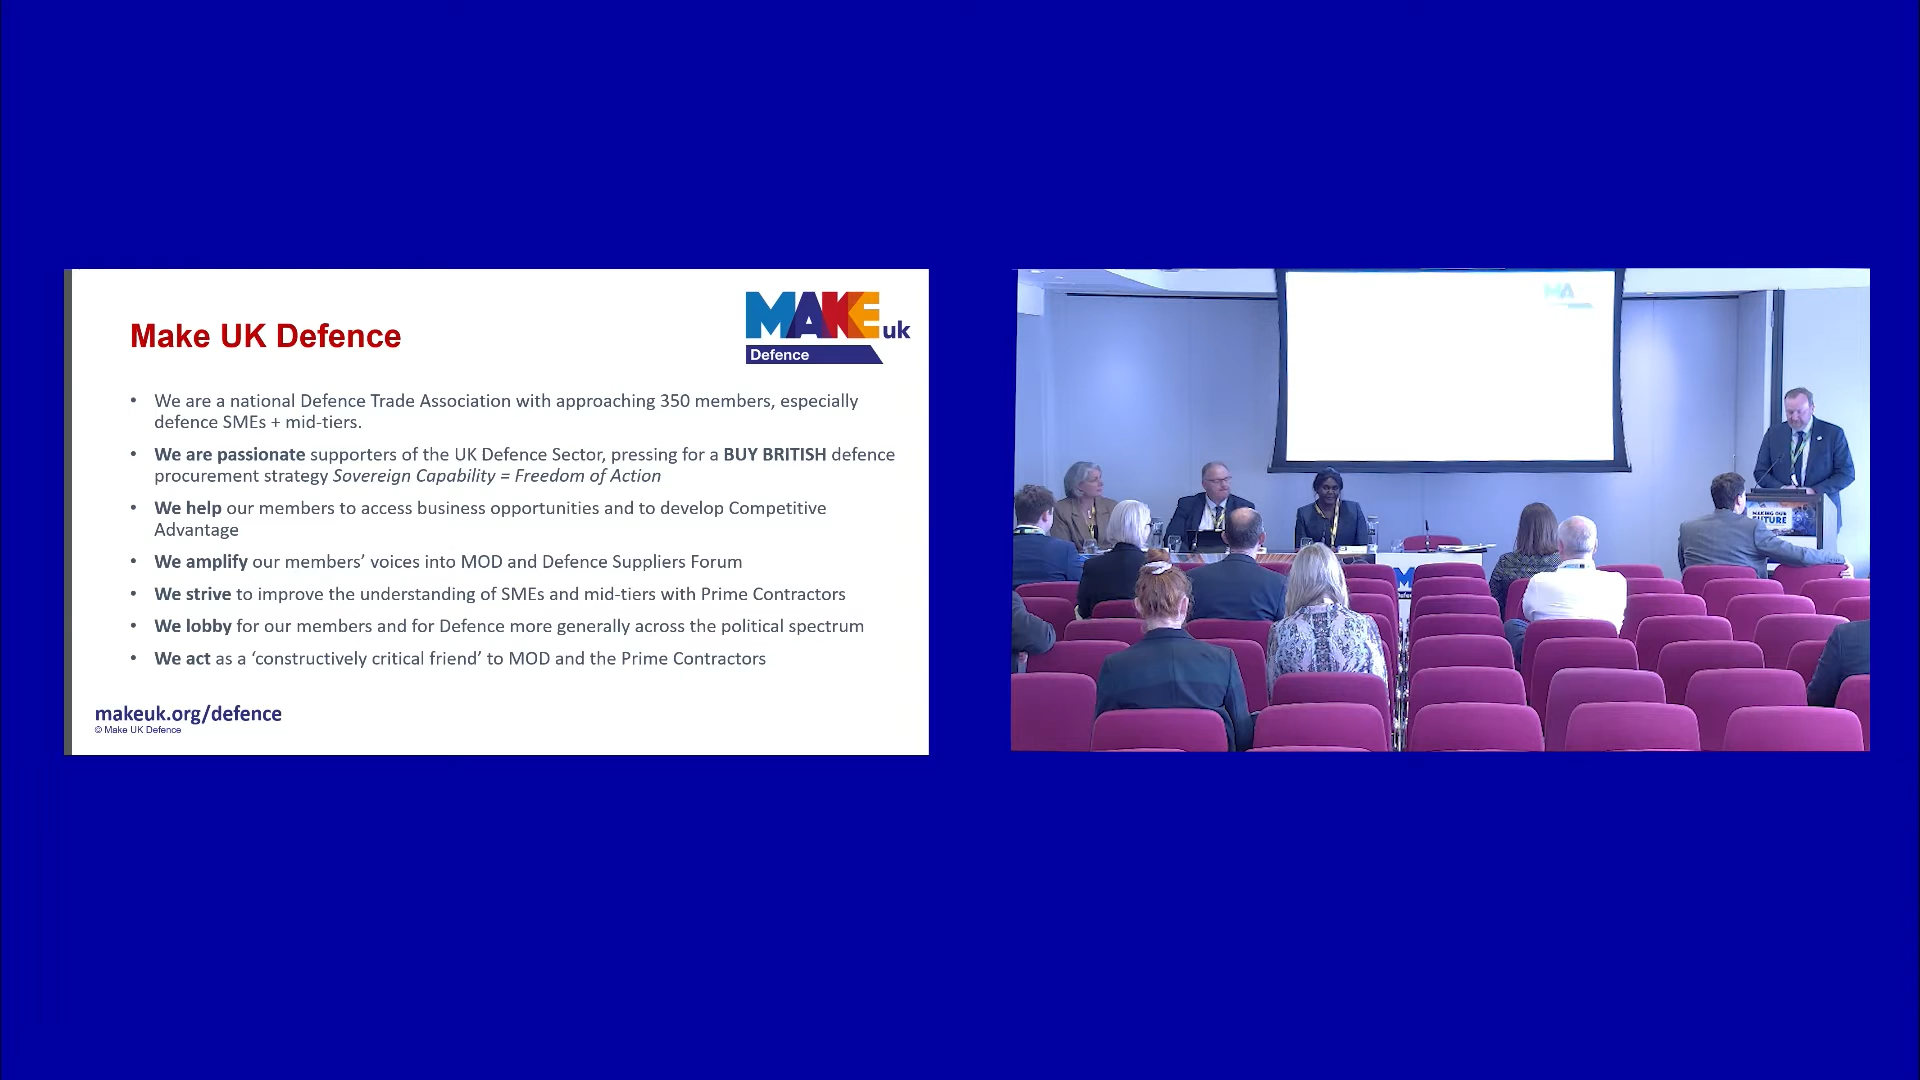 Make UK Defence
MAKE uk
Defence
• We are a national Defence Trade Association with approaching 350 members, especially
defence SMEs + mid-tiers.
• We are passionate supporters of the UK Defence Sector, pressing for a BUY BRITISH defence
procurement strategy Sovereign Capability = Freedom of Action
• We help our members to access business opportunities and to develop Competitive
Advantage
• We amplify our members’ voices into MOD and Defence Suppliers Forum
• We strive to improve the understanding of SMEs and mid-tiers with Prime Contractors
• We lobby for our members and for Defence more generally across the political spectrum
• We act as a ‘constructively critical friend’ to MOD and the Prime Contractors
makeuk.org/defence
© Make UK Defence
MAKING OUR
FUTURE